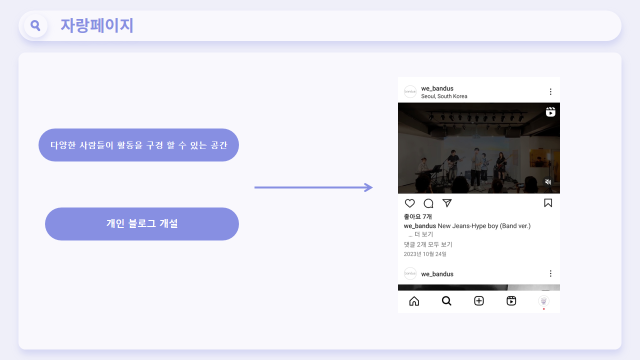 자랑페이지
다양한 사람들이 활동을 구경 할 수 있는 공간
개인 블로그 개설
we_bandus
Seoul, South Korea
좋아요 7개
we_bandus New Jeans-Hype boy (Band ver.)
... 더 보기
댓글 2개 모두 보기
2023년 10월 24일
we_bandus